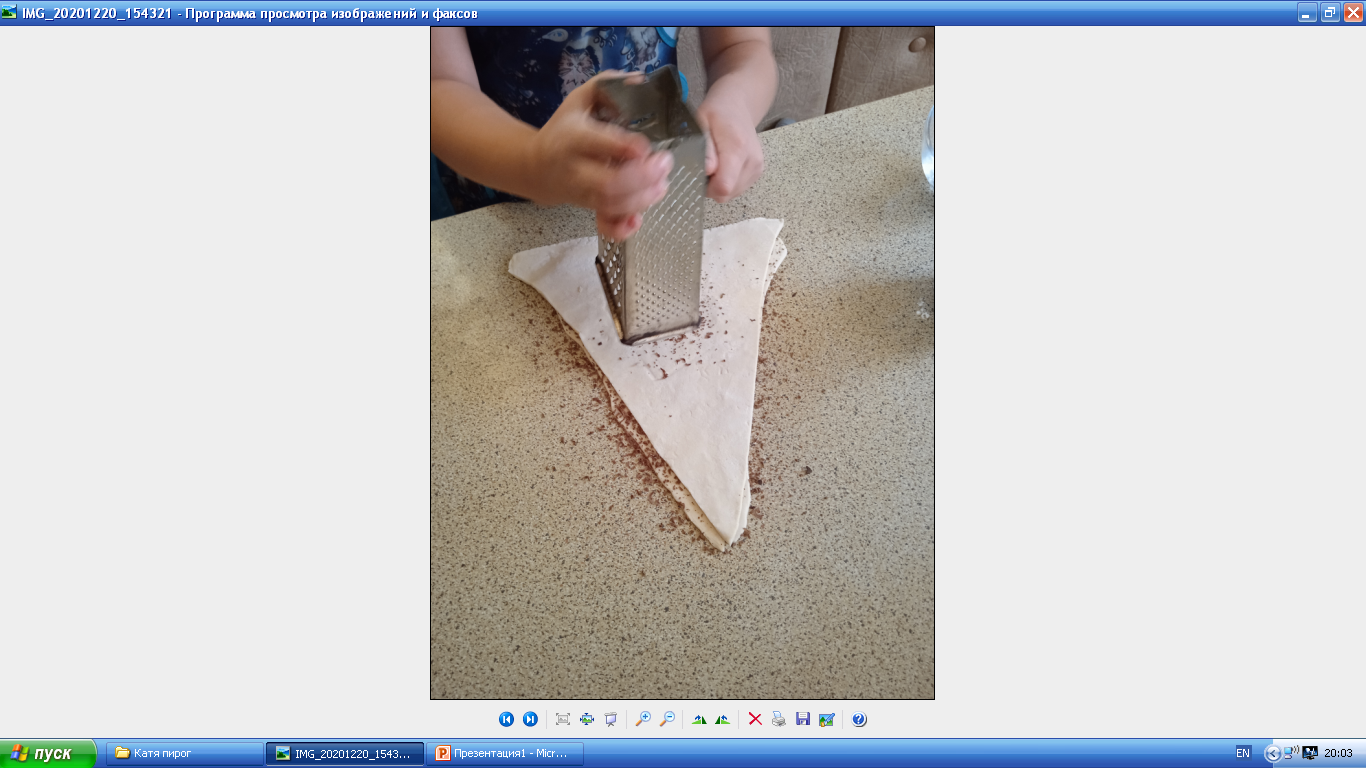 IMG_20201220_154321 - Программа просмотра изображений и факсов
пуск
Катя пирог
IMG_20201220_1543...
Презентация1 - Micr...
EN
20:03